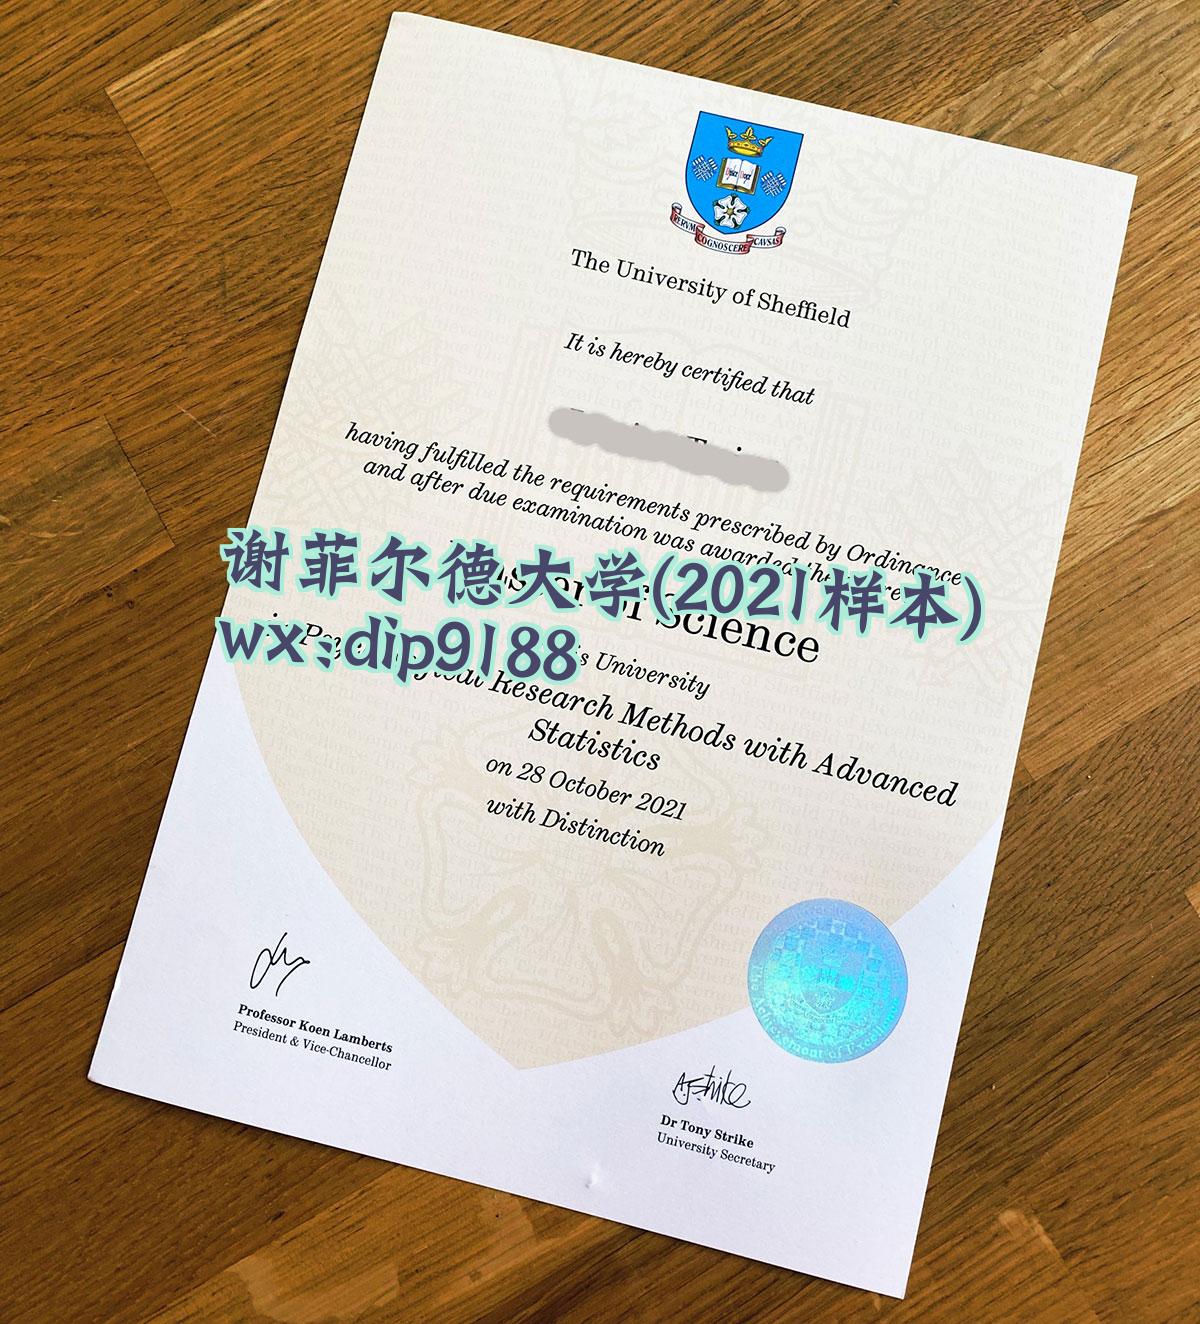 RERVM COGNOSCERE CAVSAS
The University of Sheffield
It is hereby certified that
having fulfilled the requirements prescribed by Ordinance
and after due examination was awarded the
谢菲尔德大学(2021样本)
of Science
wx:dip9188
University
Research Methods with Advanced
Statistics
on 28 October 2021
with Distinction
Professor Koen Lamberts
President & Vice-Chancellor
AJStrike
Dr Tony Strike
University Secretary